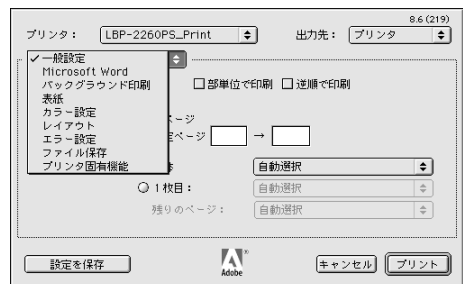 8.6 (219)
プリンタ： LBP-2260PS_Print 出力先： プリンタ
✓一般設定
Microsoft Word
バックグラウンド印刷
表紙
カラー設定
レイアウト
エラー設定
ファイル保存
プリンタ固有機能
部単位で印刷 逆順で印刷
ページ
ページ →
自動選択
1枚目： 自動選択
残りのページ： 自動選択
設定を保存 Adobe キャンセル プリント